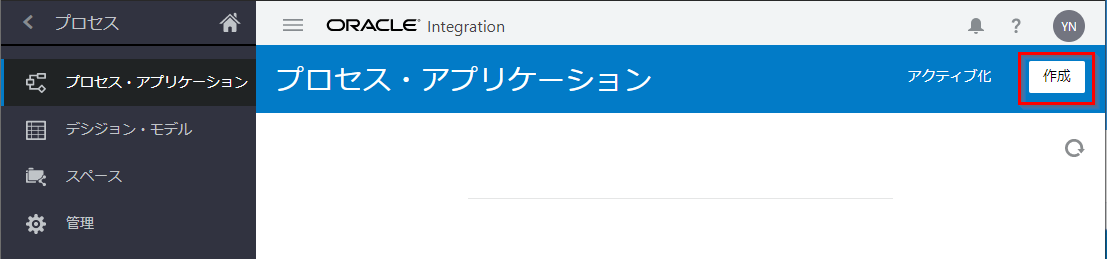 プロセス
ORACLE Integration
?
YN
プロセス・アプリケーション
デシジョン・モデル
スペース
管理
プロセス・アプリケーション
アクティブ化
作成